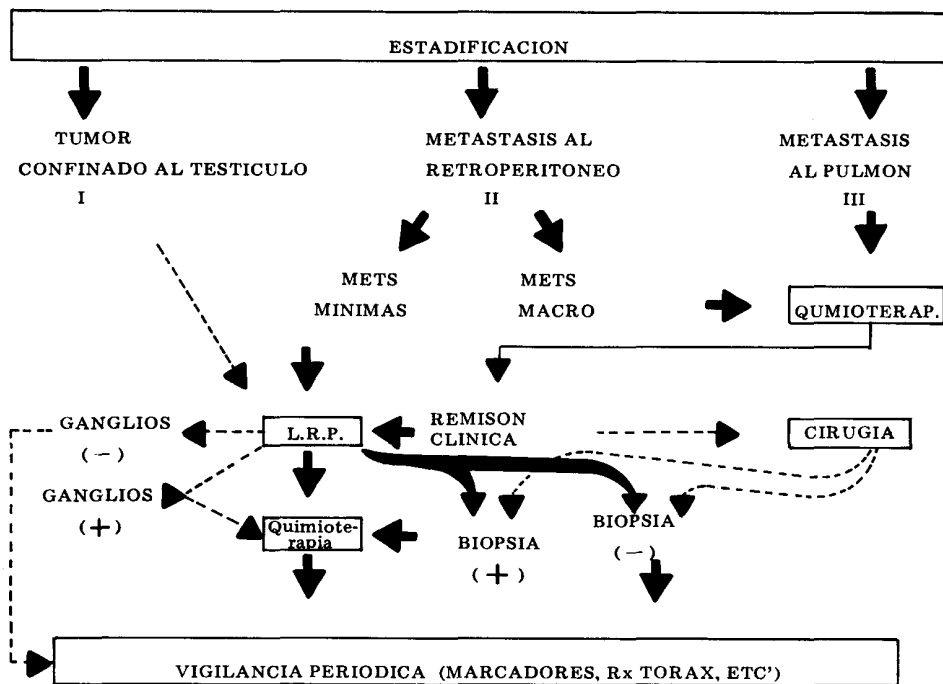 ESTADIFICACION
TUMOR
CONFINADO AL TESTICULO
I
METASTASIS AL
RETROPERITONEO
II
METASTASIS
AL PULMON
III
METS
MINIMAS
METS
MACRO
QUMIOTERAP.
GANGLIOS
(-)
L.R.P.
REMISON
CLINICA
CIRUGIA
GANGLIOS
(+)
Quimiote-
rapia
BIOPSIA
(+)
BIOPSIA
(-)
VIGILANCIA PERIODICA (MARCADORES, Rx TORAX, ETC')